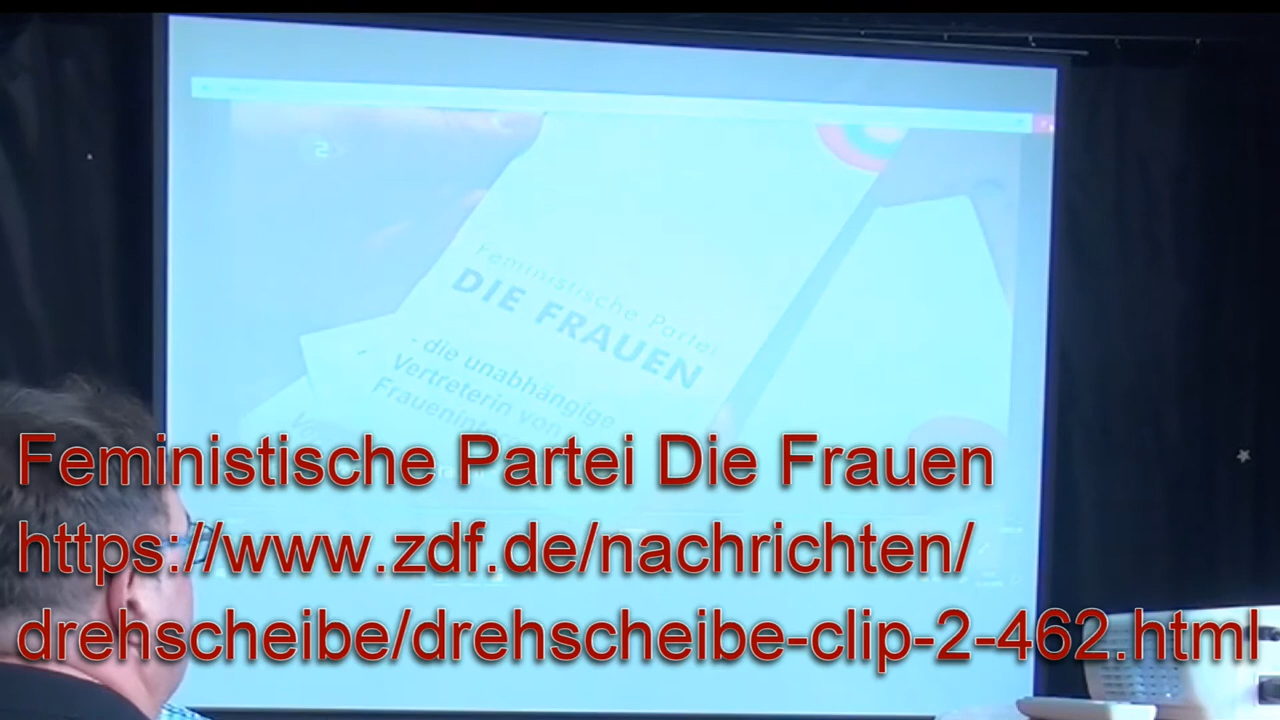 Feministische Partei
DIE FRAUEN
- die unabhängige
Vertreterin von
Feministische Partei Die Frauen
https://www.zdf.de/nachrichten/
drehscheibe/drehscheibe-clip-2-462.html